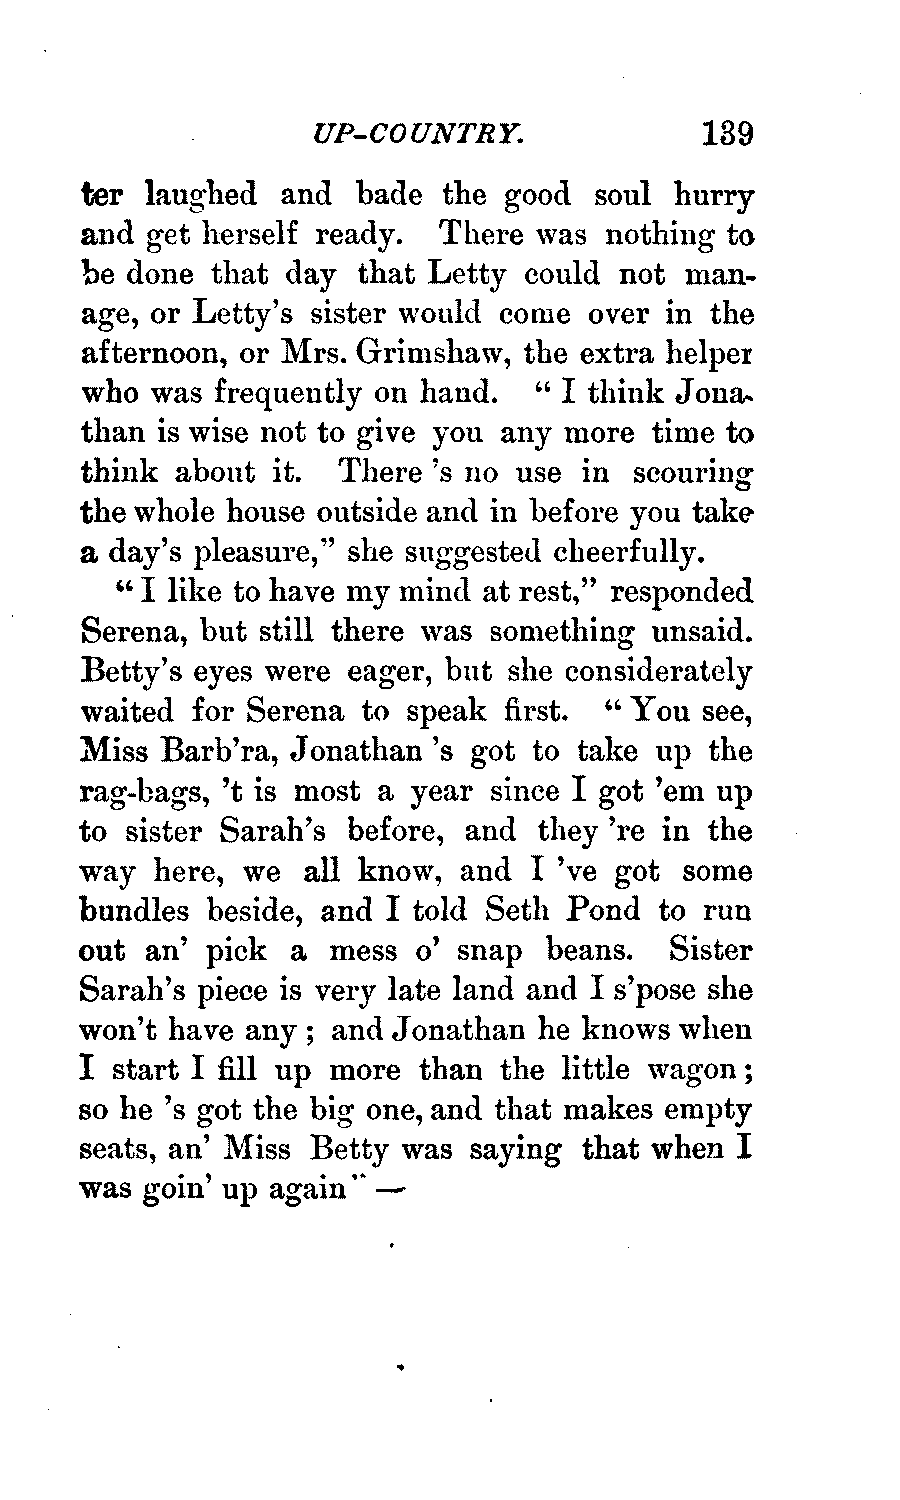 UP-COUNTRY. 139
ter laughed and bade the good soul hurry
and get herself ready. There was nothing to
be done that day that Letty could not man-
age, or Letty's sister would come over in the
afternoon, or Mrs. Grimshaw, the extra helper
who was frequently on hand. “ I think Jona-
than is wise not to give you any more time to
think about it. There 's no use in scouring
the whole house outside and in before you take
a day's pleasure,” she suggested cheerfully.
“ I like to have my mind at rest,” responded
Serena, but still there was something unsaid.
Betty's eyes were eager, but she considerately
waited for Serena to speak first. “ You see,
Miss Barb'ra, Jonathan 's got to take up the
rag-bags, 't is most a year since I got 'em up
to sister Sarah's before, and they 're in the
way here, we all know, and I 've got some
bundles beside, and I told Seth Pond to run
out an' pick a mess o' snap beans. Sister
Sarah's piece is very late land and I s'pose she
won't have any ; and Jonathan he knows when
I start I fill up more than the little wagon ;
so he 's got the big one, and that makes empty
seats, an' Miss Betty was saying that when I
was goin' up again” —